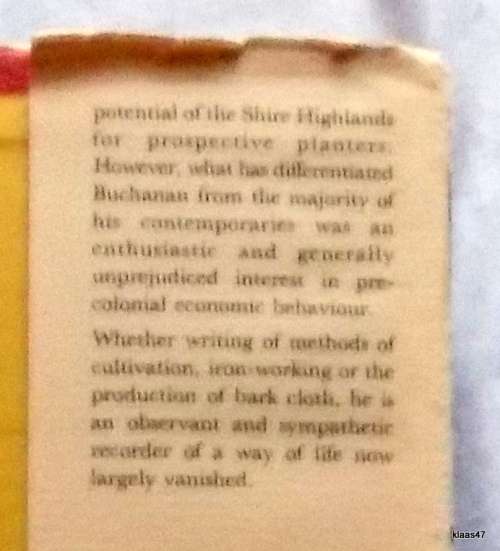 potential of the Shire Highlands
for prospective planters.
However, what has differentiated
Buchanan from the majority of
his contemporaries was an
enthusiastic and generally
unprejudiced interest in pre-
colonial economic behaviour.
Whether writing of methods of
cultivation, iron-working or the
production of bark cloth, he is
an observant and sympathetic
recorder of a way of life now
largely vanished.
klaas47